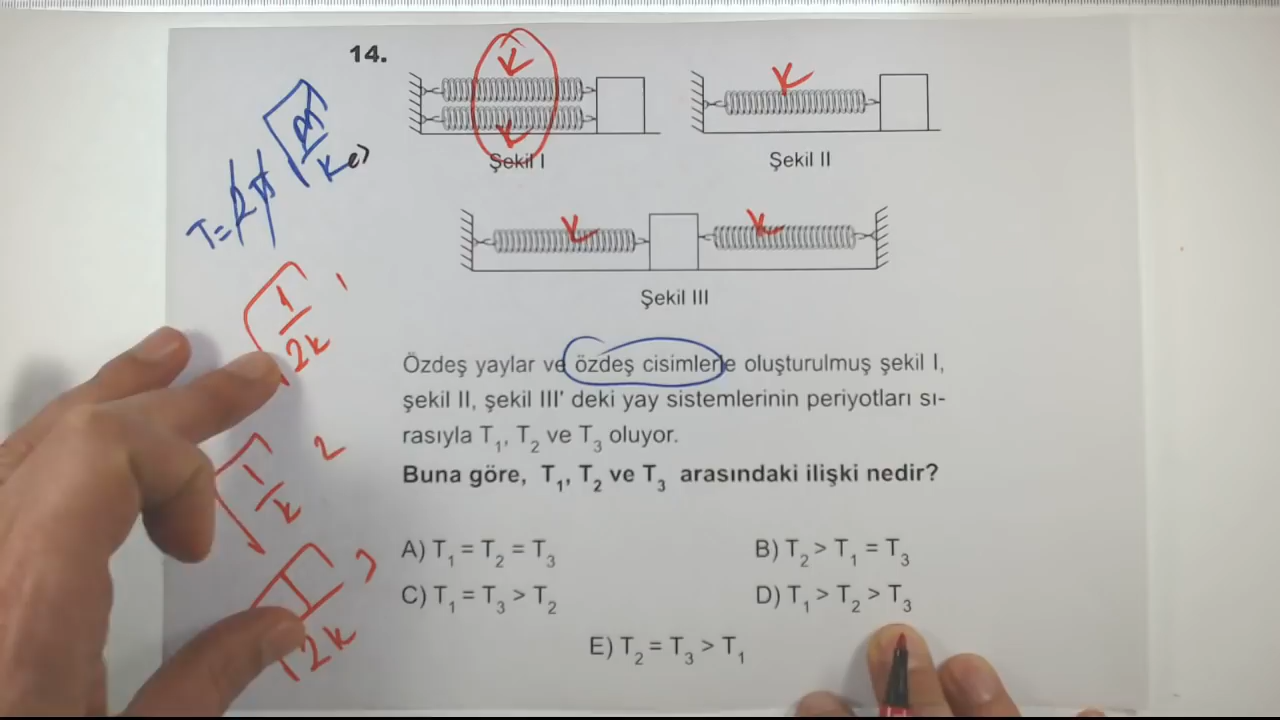 14.
K
K
K
Şekil I
Şekil II
K
K
Şekil III
T = 2π √m/k
√1/2k 1
√1/k 2
√1/2k 3
Özdeş yaylar ve özdeş cisimlerle oluşturulmuş şekil I,
şekil II, şekil III' deki yay sistemlerinin periyotları sı-
rasıyla T₁, T₂ ve T₃ oluyor.
Buna göre, T₁, T₂ ve T₃ arasındaki ilişki nedir?
A) T₁ = T₂ = T₃
B) T₂ > T₁ = T₃
C) T₁ = T₃ > T₂
D) T₁ > T₂ > T₃
E) T₂ = T₃ > T₁